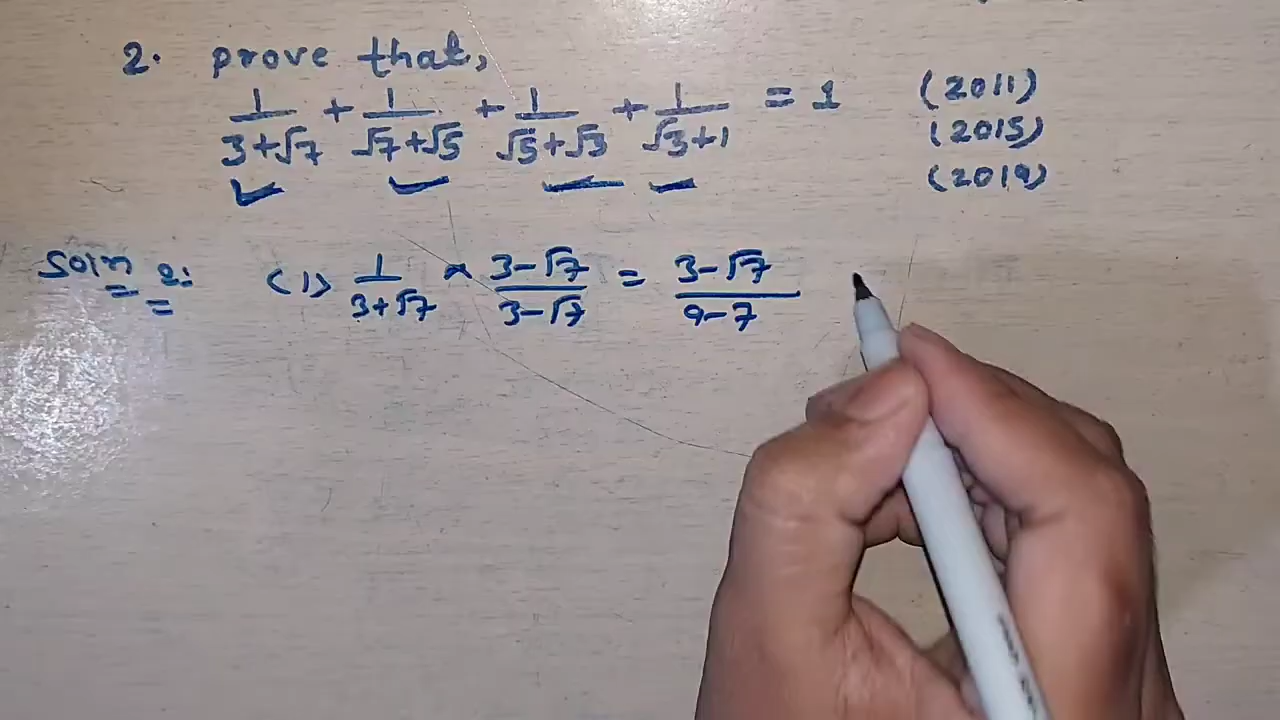 2. prove that,
1/(3+√7) + 1/(√7+√5) + 1/(√5+√3) + 1/(√3+1) = 1
(2011)
(2015)
(2019)
Soln 2: (1) 1/(3+√7) × (3-√7)/(3-√7) = (3-√7)/(9-7)